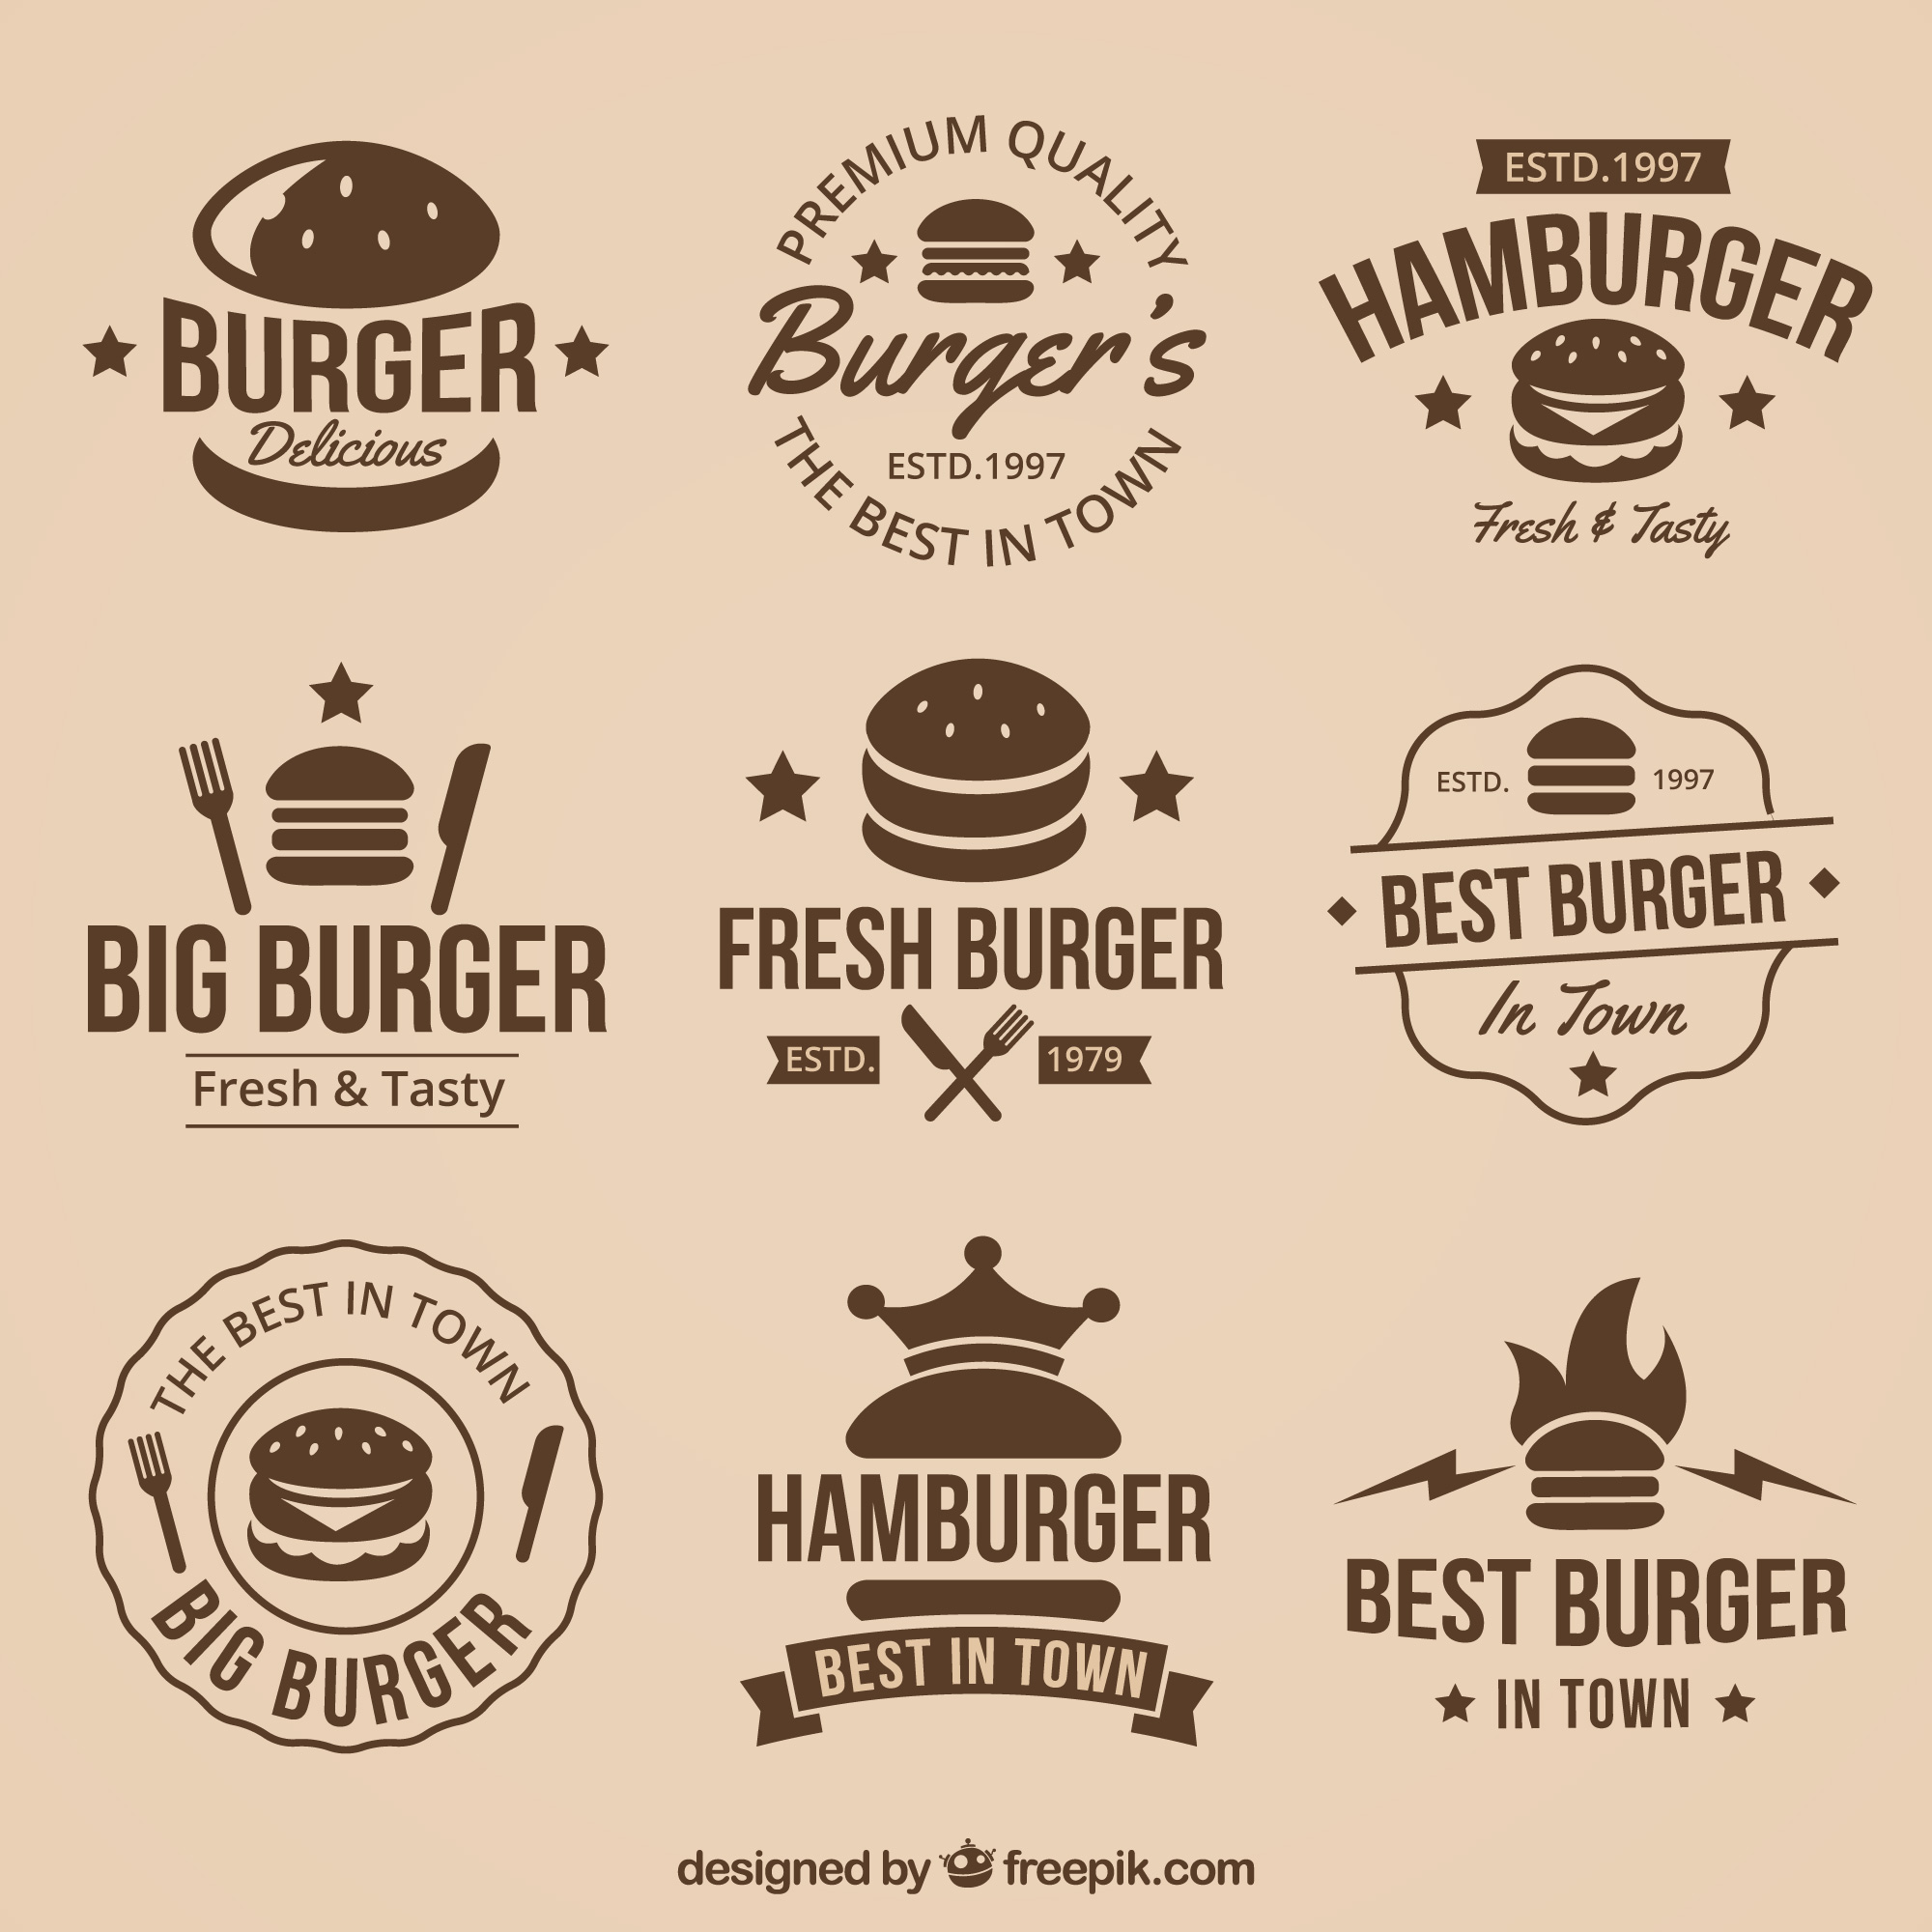 BURGER
Delicious
PREMIUM QUALITY
Burger's
ESTD.1997
THE BEST IN TOWN
ESTD.1997
HAMBURGER
Fresh & Tasty
BIG BURGER
Fresh & Tasty
FRESH BURGER
ESTD. 1979
ESTD. 1997
BEST BURGER
In Town
THE BEST IN TOWN
BIG BURGER
HAMBURGER
BEST IN TOWN
BEST BURGER
IN TOWN
designed by freepik.com